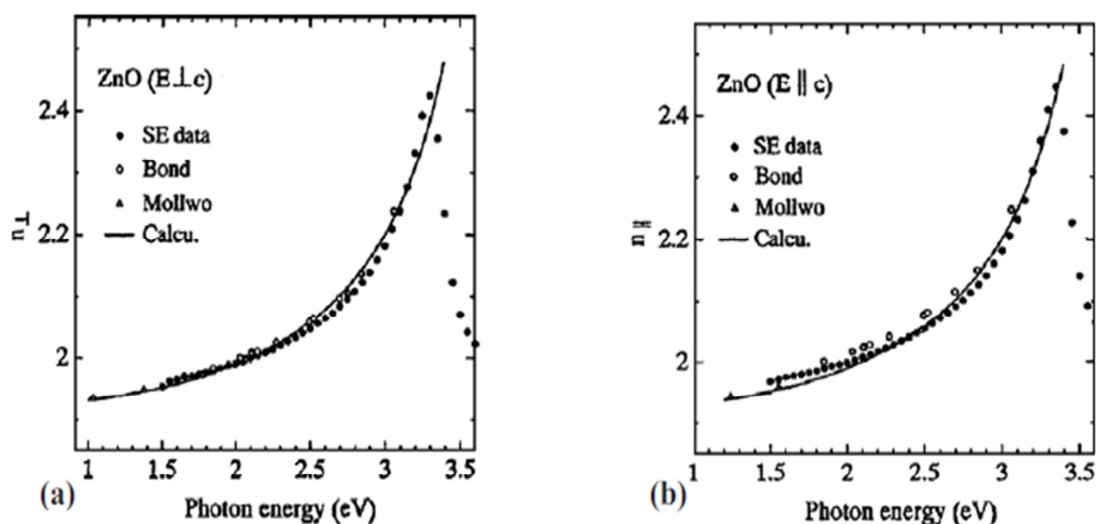 ZnO (E⊥c)
SE data
Bond
Mollwo
Calcu.
n⊥
2.4
2.2
2
1 1.5 2 2.5 3 3.5
Photon energy (eV)
(a)
ZnO (E ∥ c)
SE data
Bond
Mollwo
Calcu.
n∥
2.4
2.2
2
1 1.5 2 2.5 3 3.5
Photon energy (eV)
(b)